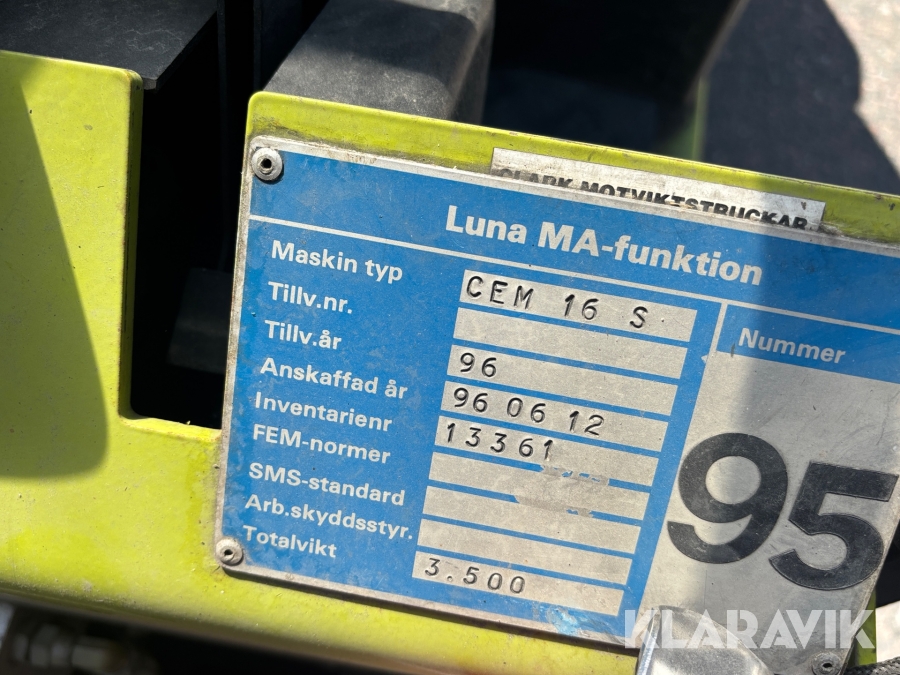 CLARK MOTVIKTSTRUCKAR
Luna MA-funktion
Maskin typ CEM 16 S
Tillv.nr.
Tillv.år 96
Anskaffad år 96 06 12
Inventarienr 13361
FEM-normer
SMS-standard
Arb.skyddsstyr.
Totalvikt 3.500
Nummer
95
KLARAVIK